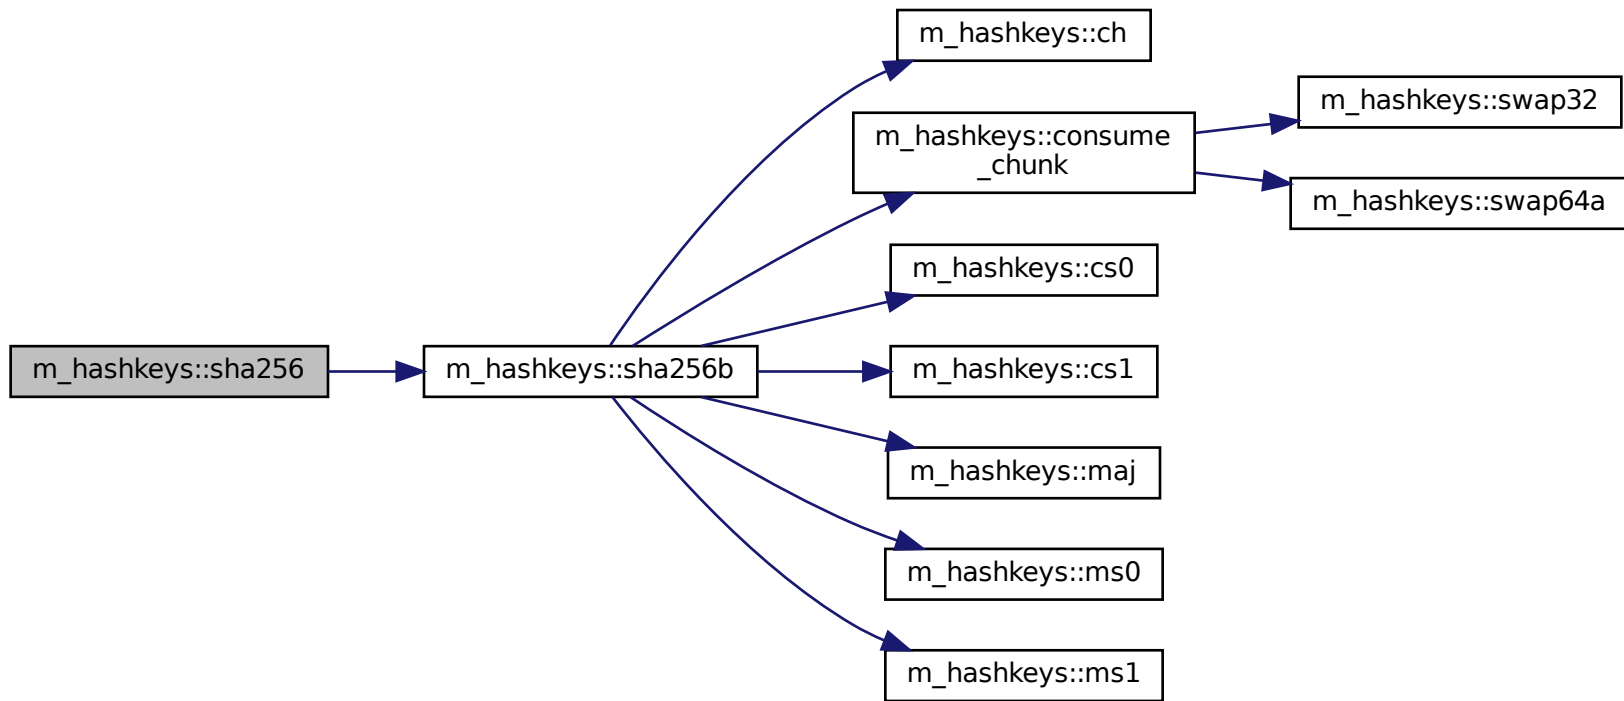 m_hashkeys::ch
m_hashkeys::swap32
m_hashkeys::consume
_chunk
m_hashkeys::swap64a
m_hashkeys::cs0
m_hashkeys::sha256
m_hashkeys::sha256b
m_hashkeys::cs1
m_hashkeys::maj
m_hashkeys::ms0
m_hashkeys::ms1